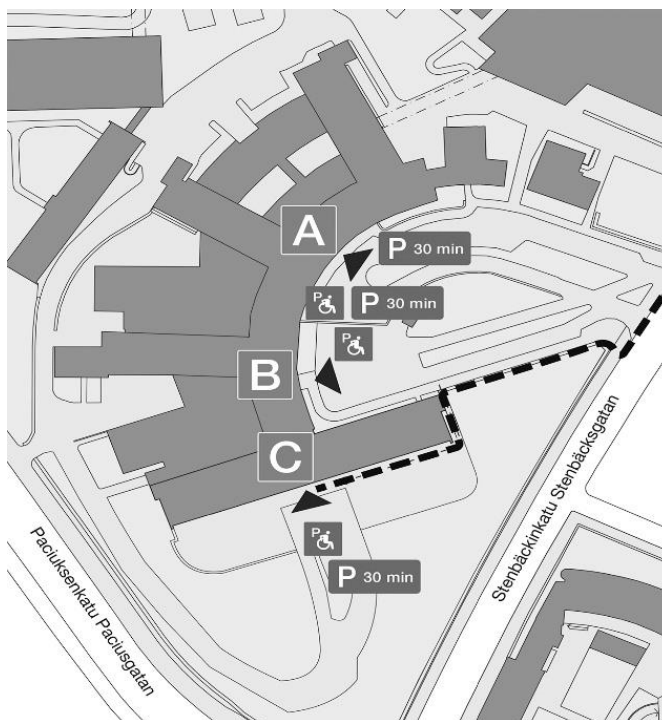 A
P 30 min
P
P 30 min
P
B
C
P
P 30 min
Paciuksenkatu Paciusgatan
Stenbäckinkatu Stenbäcksgatan